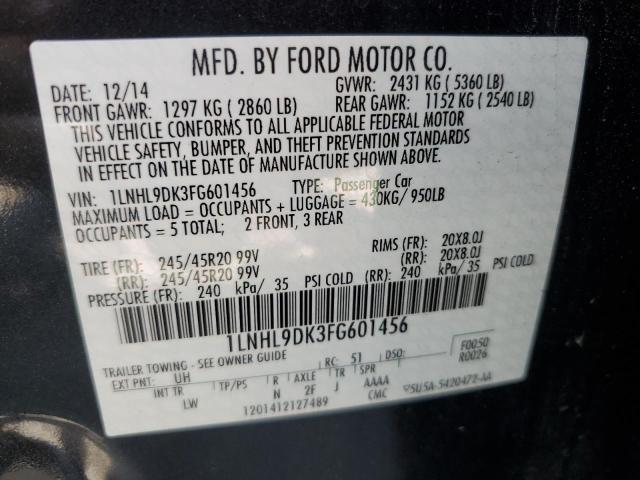 MFD. BY FORD MOTOR CO.
DATE: 12/14 GVWR: 2431 KG ( 5360 LB)
FRONT GAWR: 1297 KG ( 2860 LB) REAR GAWR: 1152 KG ( 2540 LB)
THIS VEHICLE CONFORMS TO ALL APPLICABLE FEDERAL MOTOR
VEHICLE SAFETY, BUMPER, AND THEFT PREVENTION STANDARDS
IN EFFECT ON THE DATE OF MANUFACTURE SHOWN ABOVE.
VIN: 1LNHL9DK3FG601456 TYPE: Passenger Car
MAXIMUM LOAD = OCCUPANTS + LUGGAGE = 430KG/ 950LB
OCCUPANTS = 5 TOTAL; 2 FRONT, 3 REAR
TIRE (FR): 245/45R20 99V RIMS (FR): 20X8.0J
(RR): 245/45R20 99V (RR): 20X8.0J
PRESSURE (FR): 240 kPa/ 35 PSI COLD (RR): 240 kPa/ 35 PSI COLD
1LNHL9DK3FG601456
TRAILER TOWING - SEE OWNER GUIDE RC: 51 DSO: F0050
EXT PNT: UH R0026
INT TR TP/PS R AXLE TR SPR
LW N 2F J AAAA
1201412127489 CMC 5U5A-5420472-AA